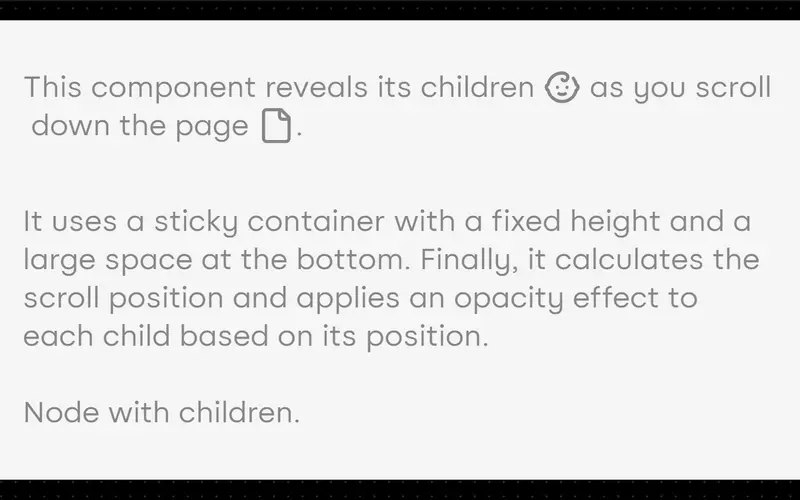 This component reveals its children as you scroll
down the page .
It uses a sticky container with a fixed height and a
large space at the bottom. Finally, it calculates the
scroll position and applies an opacity effect to
each child based on its position.
Node with children.